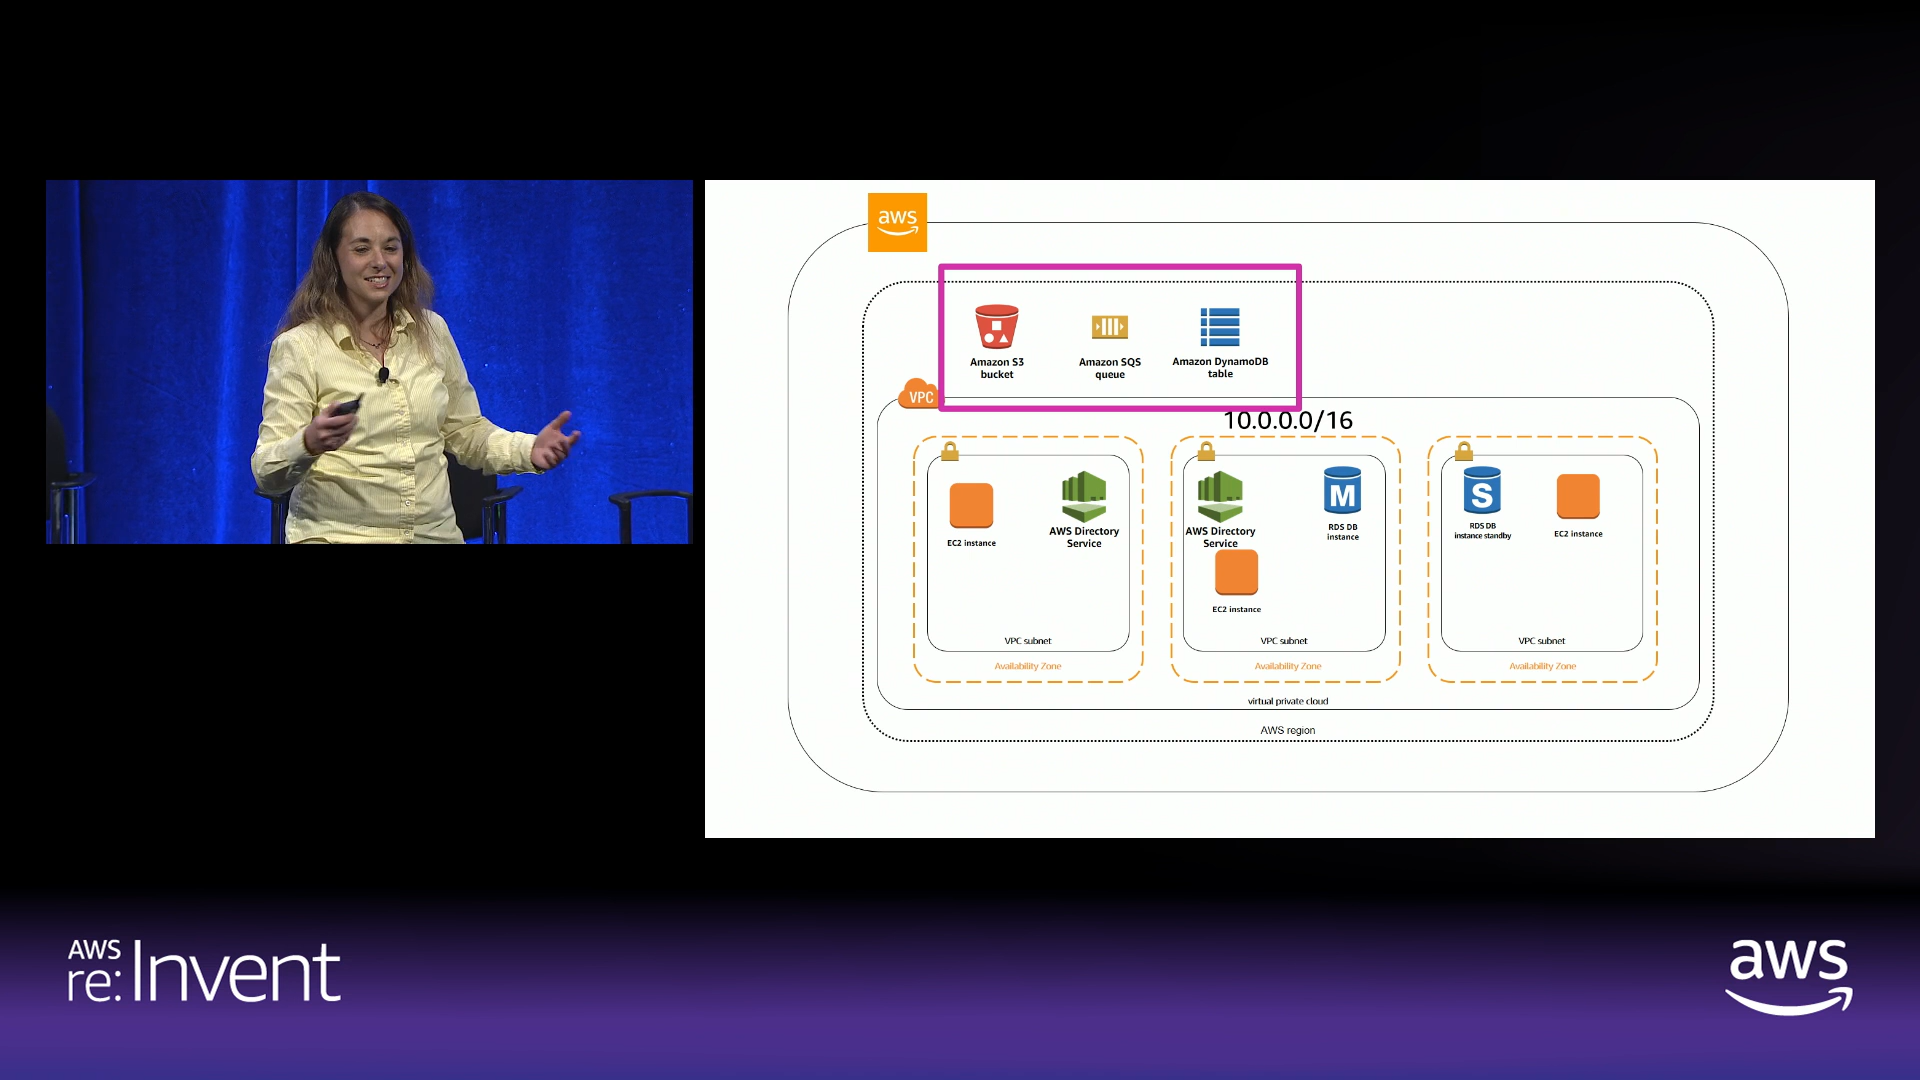 aws
Amazon S3
bucket
Amazon SQS
queue
Amazon DynamoDB
table
VPC
10.0.0.0/16
EC2 instance
AWS Directory
Service
VPC subnet
Availability Zone
AWS Directory
Service
M
RDS DB
instance
EC2 instance
VPC subnet
Availability Zone
S
RDS DB
instance standby
EC2 instance
VPC subnet
Availability Zone
virtual private cloud
AWS region
AWS
re:Invent
aws